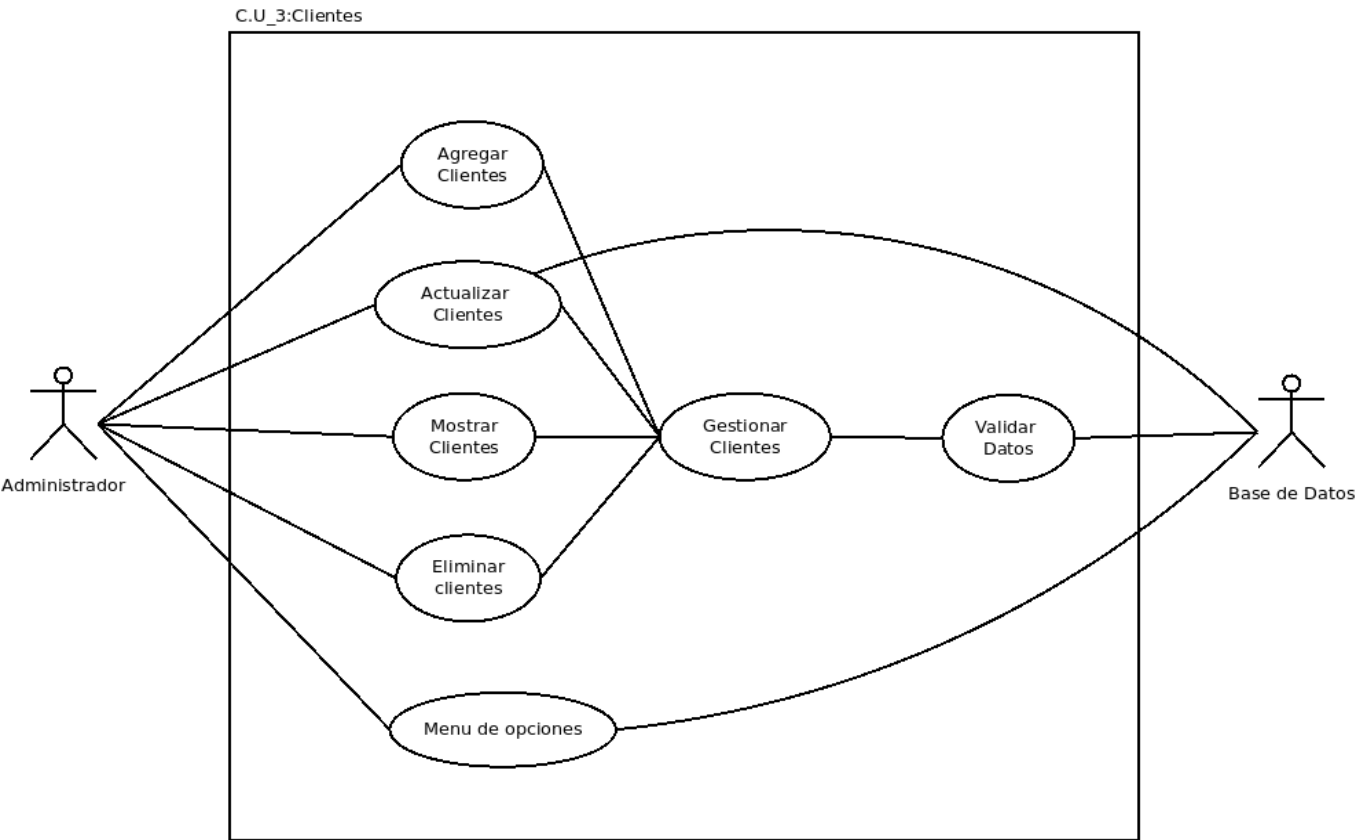 C.U_3:Clientes
Agregar
Clientes
Actualizar
Clientes
Mostrar
Clientes
Gestionar
Clientes
Validar
Datos
Administrador
Base de Datos
Eliminar
clientes
Menu de opciones